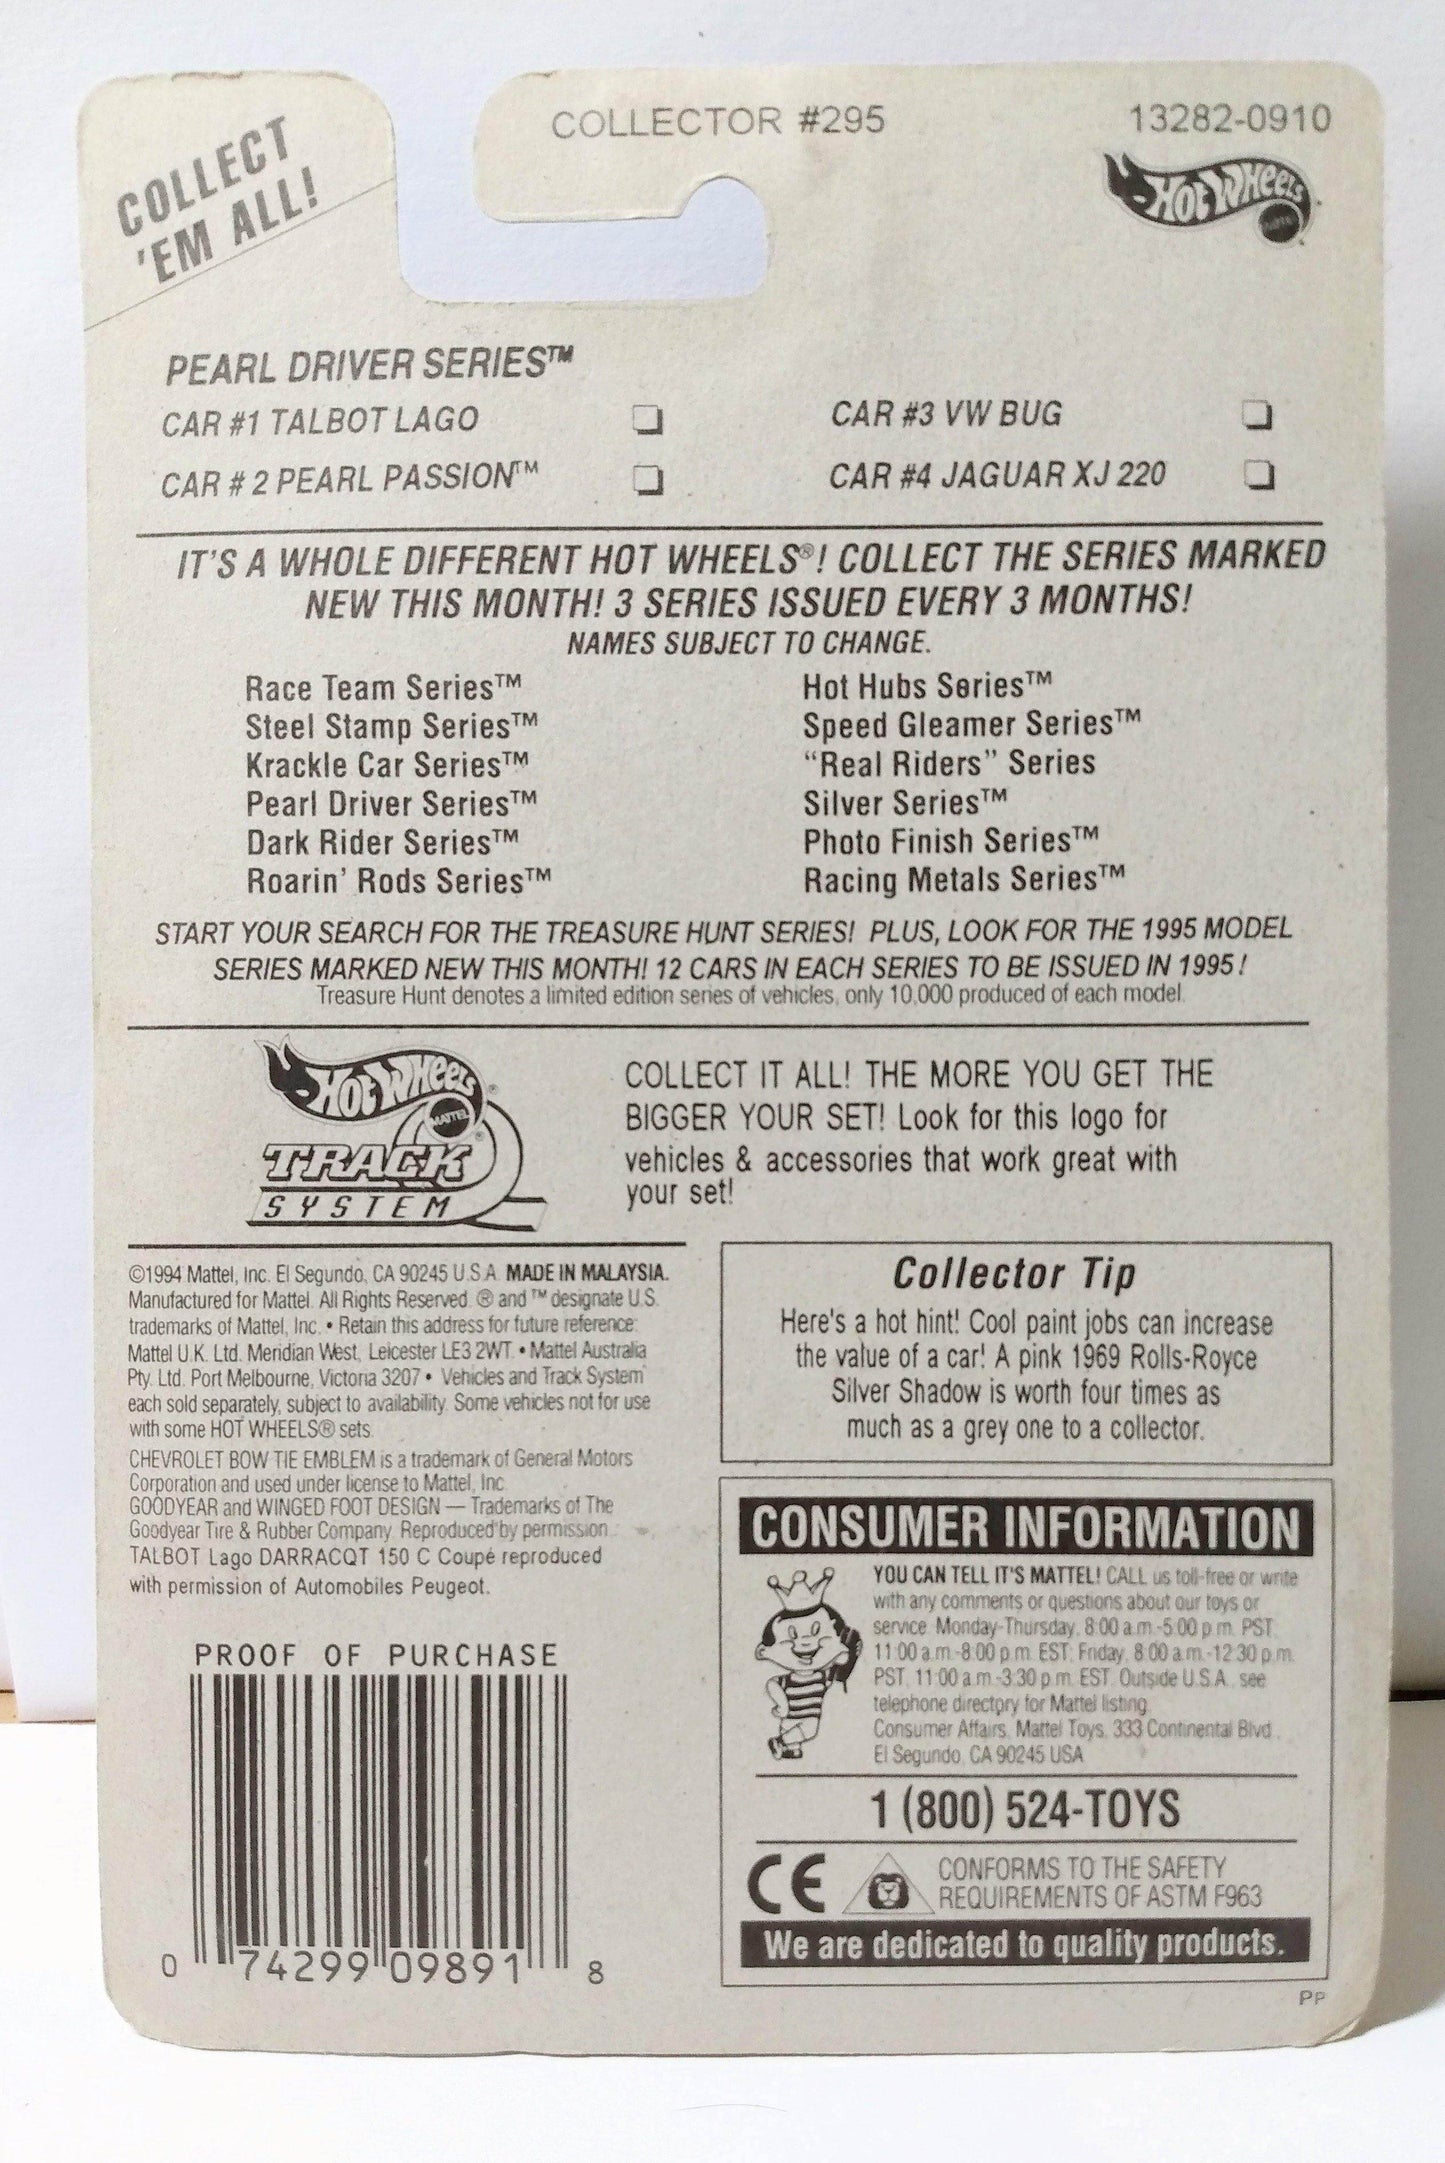 COLLECT
'EM ALL!
COLLECTOR #295
13282-0910
HOT WHEELS
PEARL DRIVER SERIES™
CAR #1 TALBOT LAGO
CAR #3 VW BUG
CAR # 2 PEARL PASSION™
CAR #4 JAGUAR XJ 220
IT'S A WHOLE DIFFERENT HOT WHEELS®! COLLECT THE SERIES MARKED
NEW THIS MONTH! 3 SERIES ISSUED EVERY 3 MONTHS!
NAMES SUBJECT TO CHANGE.
Race Team Series™
Steel Stamp Series™
Krackle Car Series™
Pearl Driver Series™
Dark Rider Series™
Roarin' Rods Series™
Hot Hubs Series™
Speed Gleamer Series™
“Real Riders” Series
Silver Series™
Photo Finish Series™
Racing Metals Series™
START YOUR SEARCH FOR THE TREASURE HUNT SERIES! PLUS, LOOK FOR THE 1995 MODEL
SERIES MARKED NEW THIS MONTH! 12 CARS IN EACH SERIES TO BE ISSUED IN 1995!
Treasure Hunt denotes a limited edition series of vehicles, only 10,000 produced of each model.
HOT WHEELS®
MATTEL®
TRACK
SYSTEM
COLLECT IT ALL! THE MORE YOU GET THE
BIGGER YOUR SET! Look for this logo for
vehicles & accessories that work great with
your set!
©1994 Mattel, Inc. El Segundo, CA 90245 U.S.A. MADE IN MALAYSIA.
Manufactured for Mattel. All Rights Reserved. ® and ™ designate U.S.
trademarks of Mattel, Inc. • Retain this address for future reference:
Mattel U.K. Ltd. Meridian West, Leicester LE3 2WT. • Mattel Australia
Pty. Ltd. Port Melbourne, Victoria 3207 • Vehicles and Track System
each sold separately, subject to availability. Some vehicles not for use
with some HOT WHEELS® sets.
CHEVROLET BOW TIE EMBLEM is a trademark of General Motors
Corporation and used under license to Mattel, Inc.
GOODYEAR and WINGED FOOT DESIGN — Trademarks of The
Goodyear Tire & Rubber Company. Reproduced by permission.
TALBOT Lago DARRACQT 150 C Coupé reproduced
with permission of Automobiles Peugeot.
Collector Tip
Here's a hot hint! Cool paint jobs can increase
the value of a car! A pink 1969 Rolls-Royce
Silver Shadow is worth four times as
much as a grey one to a collector.
CONSUMER INFORMATION
YOU CAN TELL IT'S MATTEL! CALL us toll-free or write
with any comments or questions about our toys or
service. Monday-Thursday, 8:00 a.m.-5:00 p.m. PST.
11:00 a.m.-8:00 p.m. EST; Friday, 8:00 a.m.-12:30 p.m.
PST, 11:00 a.m.-3:30 p.m. EST. Outside U.S.A., see
telephone directory for Mattel listing.
Consumer Affairs, Mattel Toys, 333 Continental Blvd.,
El Segundo, CA 90245 USA
1 (800) 524-TOYS
CE
CONFORMS TO THE SAFETY
REQUIREMENTS OF ASTM F963
We are dedicated to quality products.
PP
PROOF OF PURCHASE
0 74299 09891 8